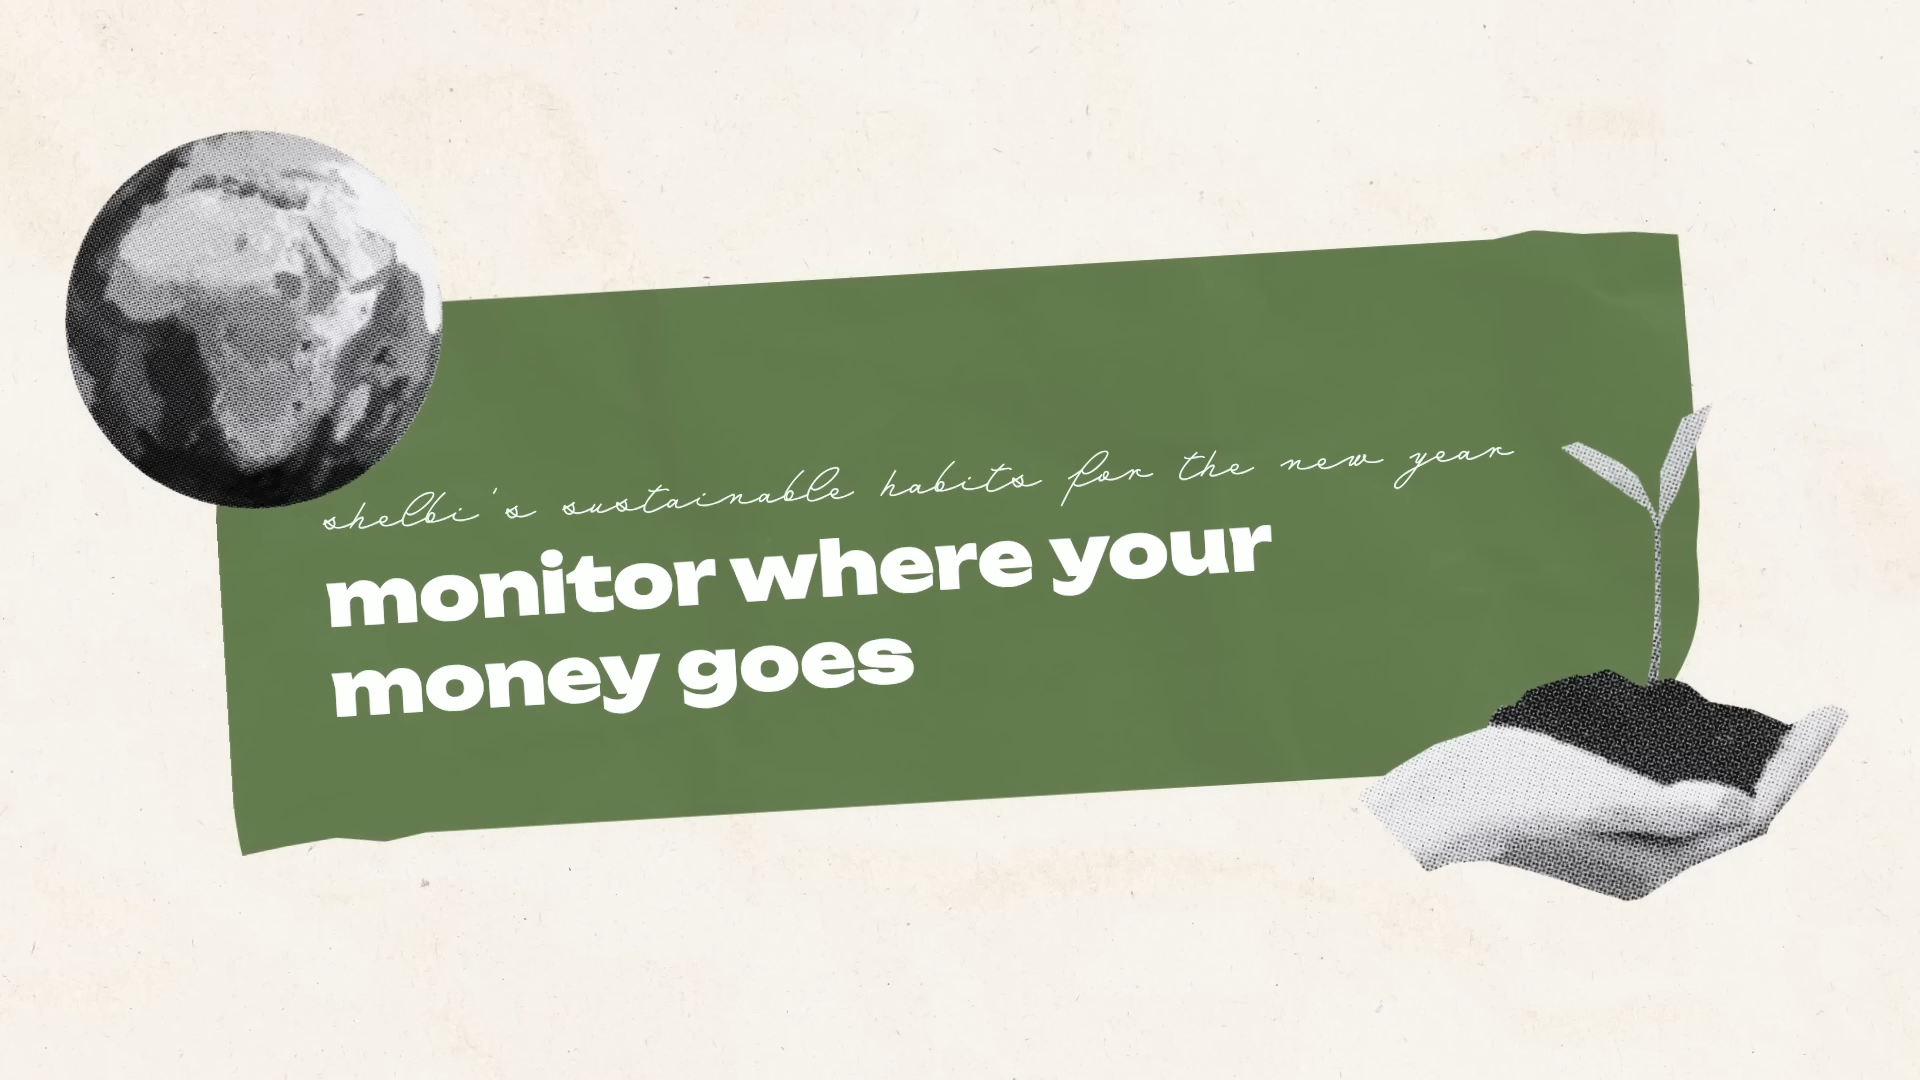 shelbi's sustainable habits for the new year
monitor where your
money goes